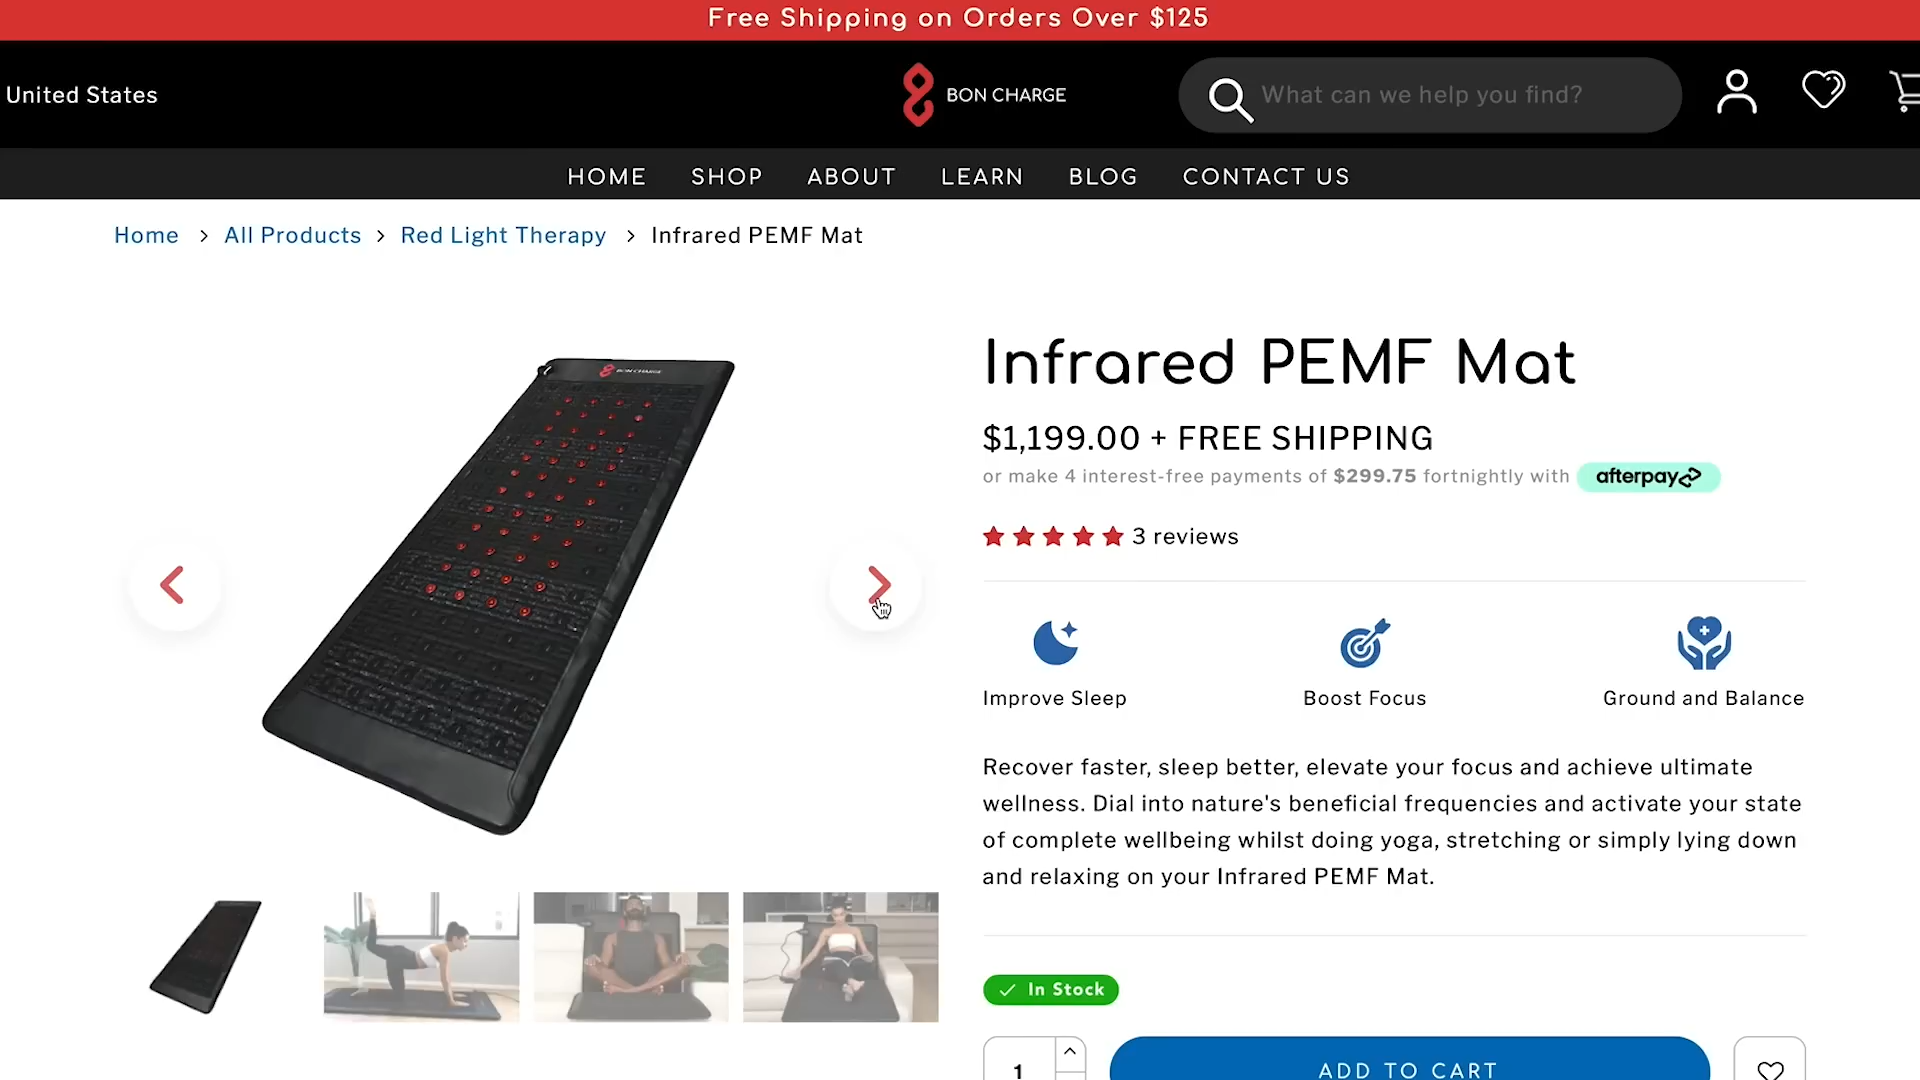 Free Shipping on Orders Over $125
United States
BON CHARGE
What can we help you find?
HOME SHOP ABOUT LEARN BLOG CONTACT US
Home > All Products > Red Light Therapy > Infrared PEMF Mat
BON CHARGE
Infrared PEMF Mat
$1,199.00 + FREE SHIPPING
or make 4 interest-free payments of $299.75 fortnightly with afterpay
3 reviews
Improve Sleep
Boost Focus
Ground and Balance
Recover faster, sleep better, elevate your focus and achieve ultimate
wellness. Dial into nature's beneficial frequencies and activate your state
of complete wellbeing whilst doing yoga, stretching or simply lying down
and relaxing on your Infrared PEMF Mat.
In Stock
1
ADD TO CART